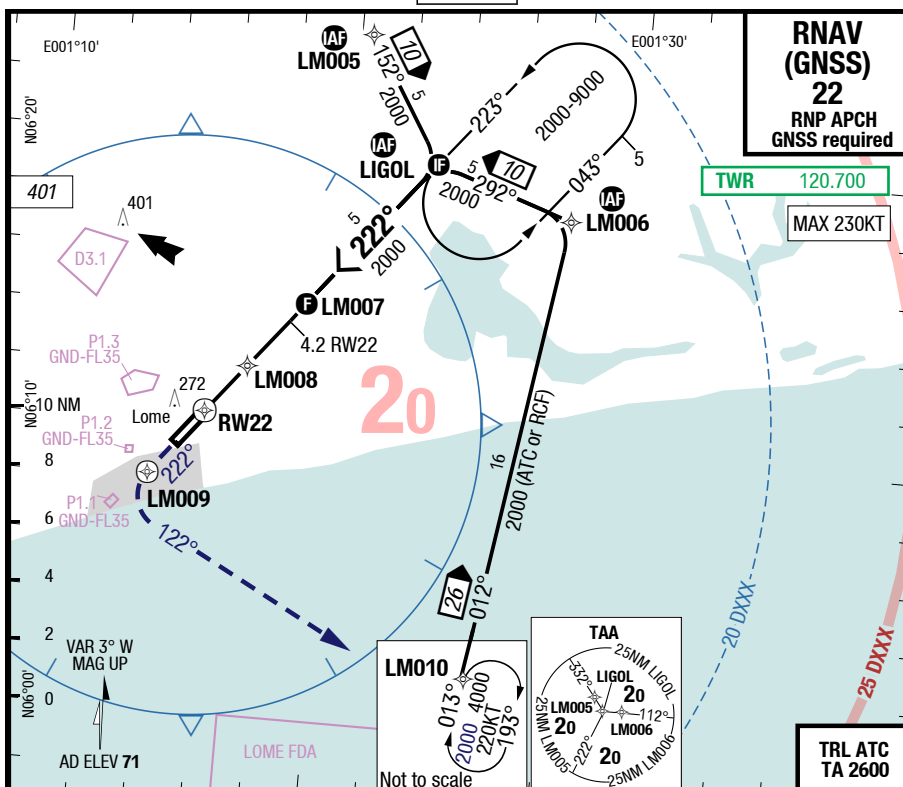 E001°10'
E001°30'
RNAV
(GNSS)
22
RNP APCH
GNSS required
IAF
LM005
10
152°
5
2000
223°
2000-9000
N06°20'
IAF
LIGOL
IF
5
10
292°
2000
043°
5
TWR 120.700
401
401
IAF
LM006
MAX 230KT
5
222°
2000
D3.1
F LM007
4.2 RW22
P1.3
GND-FL35
LM008
20
272
Lome
N06°10'
10 NM
RW22
P1.2
GND-FL35
8
222°
LM009
16
2000 (ATC or RCF)
P1.1
GND-FL35
6
122°
4
26
012°
20 DXXX
2
VAR 3° W
MAG UP
TAA
25NM LIGOL
LM010
332°
LIGOL
20
LM005
20
112°
LM006
25NM LM005
222°
20
25NM LM006
25 DXXX
N06°00'
0
013°
2000
4000
220KT
193°
AD ELEV 71
LOME FDA
Not to scale
TRL ATC
TA 2600